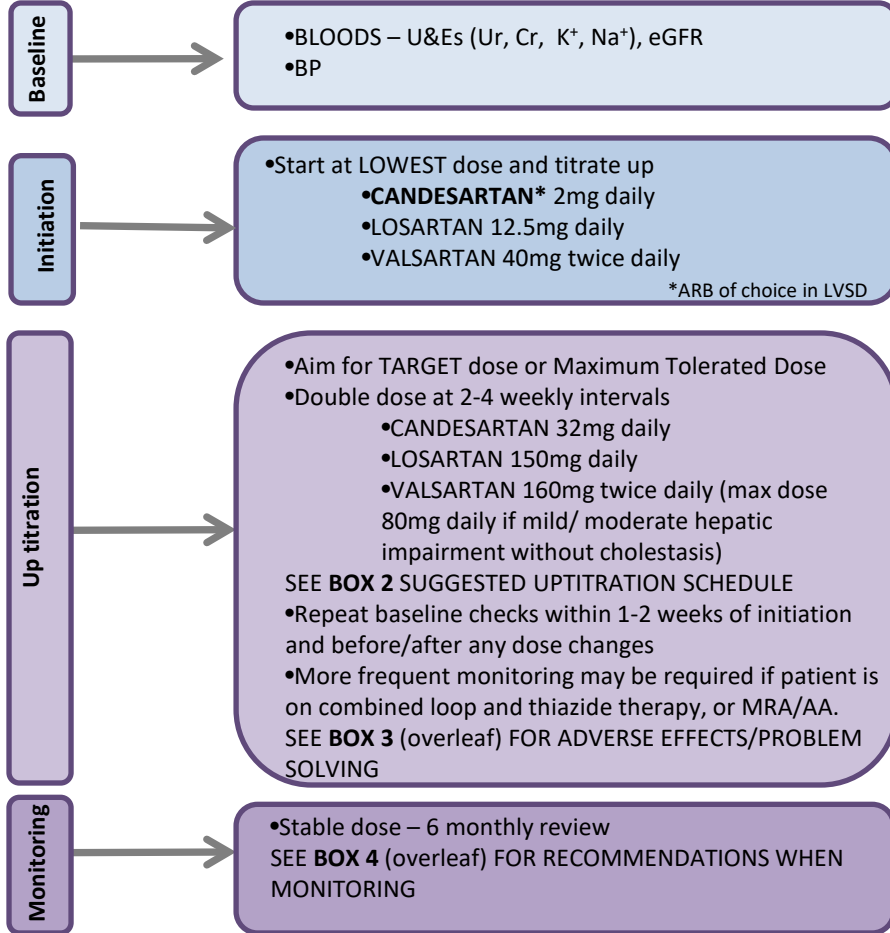 Baseline
•BLOODS – U&Es (Ur, Cr, K⁺, Na⁺), eGFR
•BP
Initiation
•Start at LOWEST dose and titrate up
•CANDESARTAN* 2mg daily
•LOSARTAN 12.5mg daily
•VALSARTAN 40mg twice daily
*ARB of choice in LVSD
Up titration
•Aim for TARGET dose or Maximum Tolerated Dose
•Double dose at 2-4 weekly intervals
•CANDESARTAN 32mg daily
•LOSARTAN 150mg daily
•VALSARTAN 160mg twice daily (max dose
80mg daily if mild/ moderate hepatic
impairment without cholestasis)
SEE BOX 2 SUGGESTED UPTITRATION SCHEDULE
•Repeat baseline checks within 1-2 weeks of initiation
and before/after any dose changes
•More frequent monitoring may be required if patient is
on combined loop and thiazide therapy, or MRA/AA.
SEE BOX 3 (overleaf) FOR ADVERSE EFFECTS/PROBLEM
SOLVING
Monitoring
•Stable dose – 6 monthly review
SEE BOX 4 (overleaf) FOR RECOMMENDATIONS WHEN
MONITORING